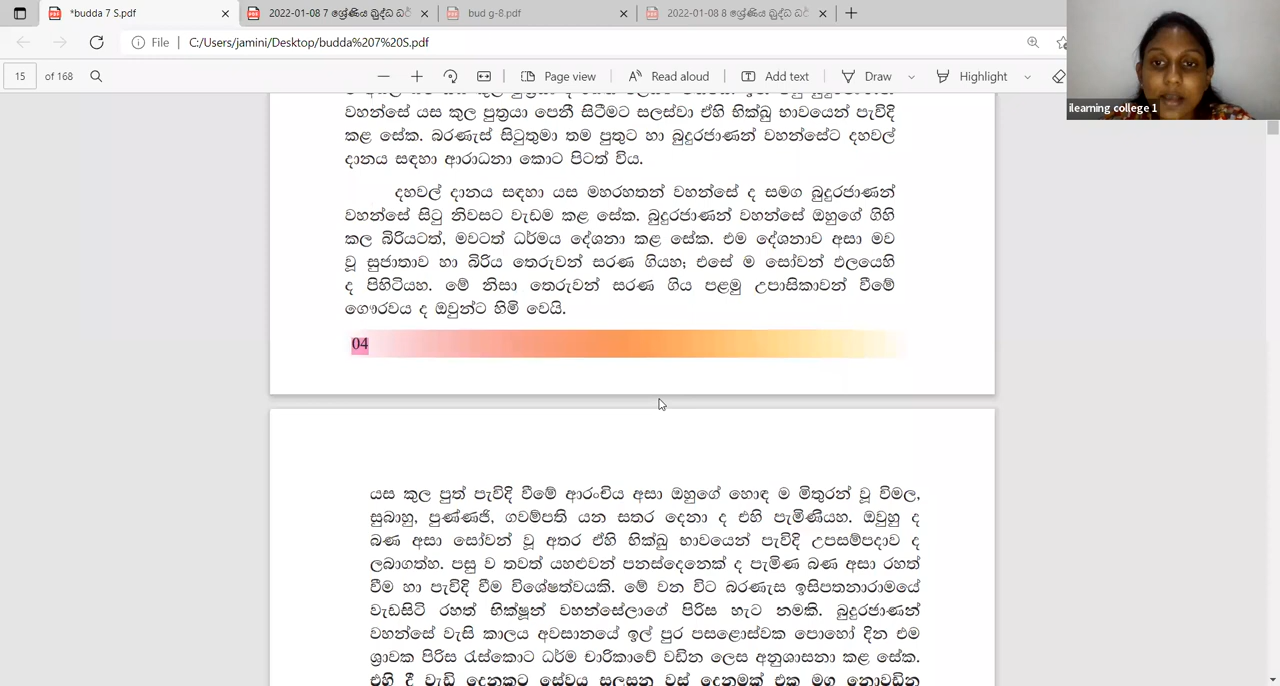 *budda 7 S.pdf
2022-01-08 7 ශ්‍රේණිය බුද්ධ ධර්
bud g-8.pdf
2022-01-08 8 ශ්‍රේණිය බුද්ධ ධර්
File C:/Users/jamini/Desktop/budda%207%20S.pdf
15 of 168 Page view Read aloud Add text Draw Highlight
ilearning college 1
වහන්සේ යස කුල පුත්‍රයා පෙනී සිටීමට සලස්වා ඒහි භික්ඛු භාවයෙන් පැවිදි
කළ සේක. බරණැස් සිටුතුමා තම පුතුට හා බුදුරජාණන් වහන්සේට දහවල්
දානය සඳහා ආරාධනා කොට පිටත් විය.
දහවල් දානය සඳහා යස මහරහතන් වහන්සේ ද සමග බුදුරජාණන්
වහන්සේ සිටු නිවසට වැඩම කළ සේක. බුදුරජාණන් වහන්සේ ඔහුගේ ගිහි
කල බිරියටත්, මවටත් ධර්මය දේශනා කළ සේක. එම දේශනාව අසා මව
වූ සුජාතාව හා බිරිය තෙරුවන් සරණ ගියහ; එසේ ම සෝවන් ඵලයෙහි
ද පිහිටියහ. මේ නිසා තෙරුවන් සරණ ගිය පළමු උපාසිකාවන් වීමේ
ගෞරවය ද ඔවුන්ට හිමි වෙයි.
04
යස කුල පුත් පැවිදි වීමේ ආරංචිය අසා ඔහුගේ හොඳ ම මිතුරන් වූ විමල,
සුබාහු, පුණ්ණජි, ගවම්පති යන සතර දෙනා ද එහි පැමිණියහ. ඔවුහු ද
බණ අසා සෝවන් වූ අතර ඒහි භික්ඛු භාවයෙන් පැවිදි උපසම්පදාව ද
ලබාගත්හ. පසු ව තවත් යහළුවන් පනස්දෙනෙක් ද පැමිණ බණ අසා රහත්
වීම හා පැවිදි වීම විශේෂත්වයකි. මේ වන විට බරණැස ඉසිපතනාරාමයේ
වැඩසිටි රහත් භික්ෂූන් වහන්සේලාගේ පිරිස හැට නමකි. බුදුරජාණන්
වහන්සේ වැසි කාලය අවසානයේ ඉල් පුර පසළොස්වක පොහෝ දින එම
ශ්‍රාවක පිරිස රැස්කොට ධර්ම චාරිකාවේ වඩින ලෙස අනුශාසනා කළ සේක.
එහි දී වැඩි දෙනකුට සේවය සලසන ලෙස දෙනමක් එක මග නොවඩින